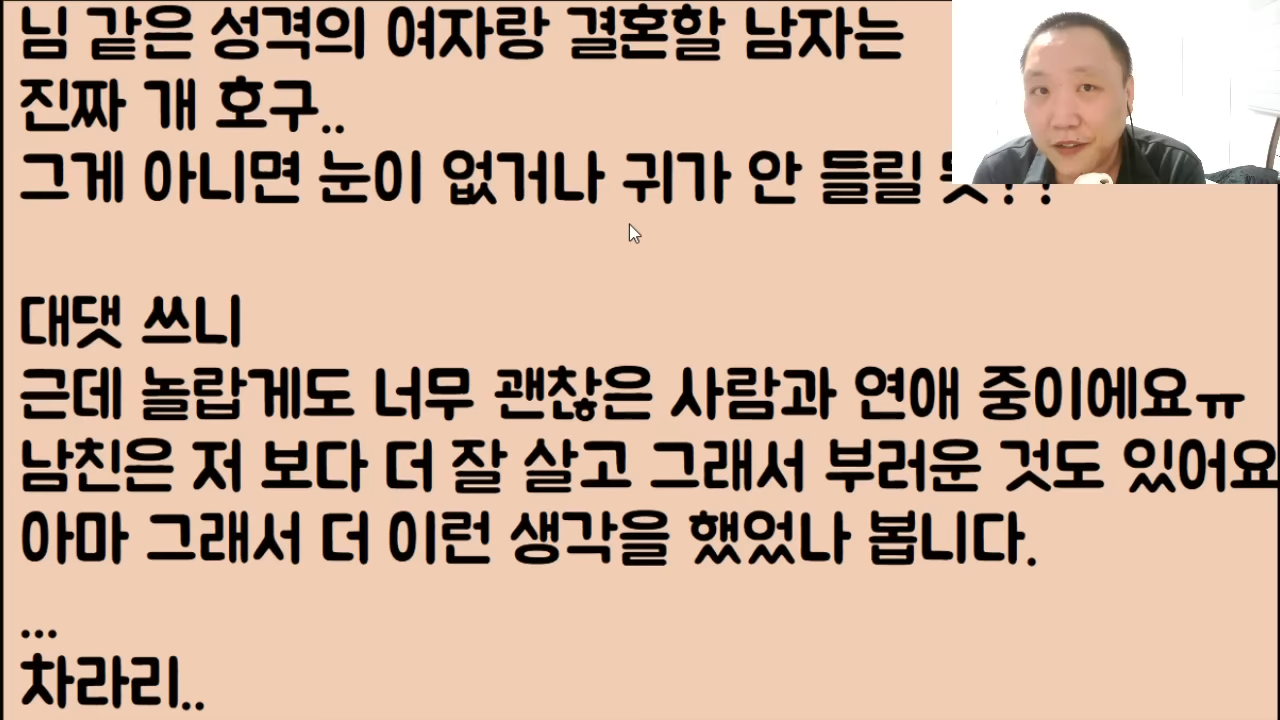 님 같은 성격의 여자랑 결혼할 남자는
진짜 개 호구..
그게 아니면 눈이 없거나 귀가 안 들릴
대댓 쓰니
근데 놀랍게도 너무 괜찮은 사람과 연애 중이에요ㅠ
남친은 저 보다 더 잘 살고 그래서 부러운 것도 있어요
아마 그래서 더 이런 생각을 했었나 봅니다.
...
차라리..